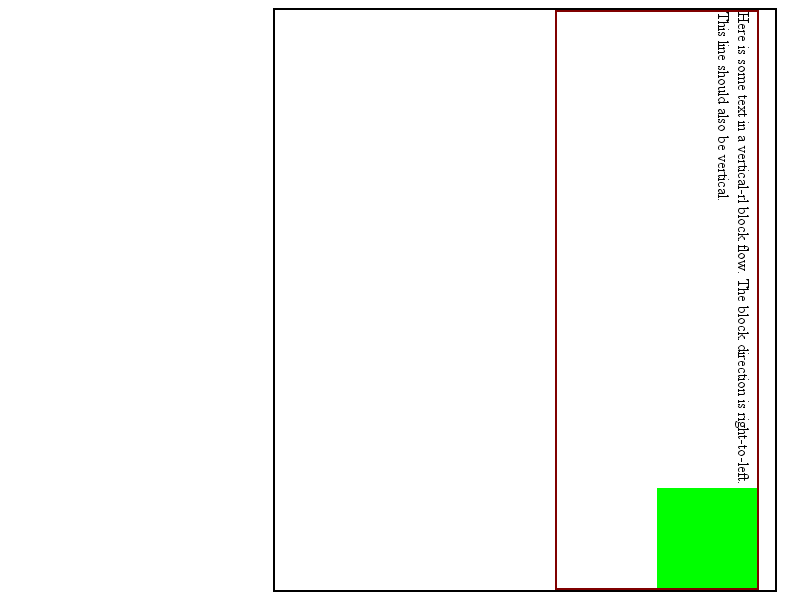 Here is some text in a vertical-rl block flow. The block direction is right-to-left.
This line should also be vertical.